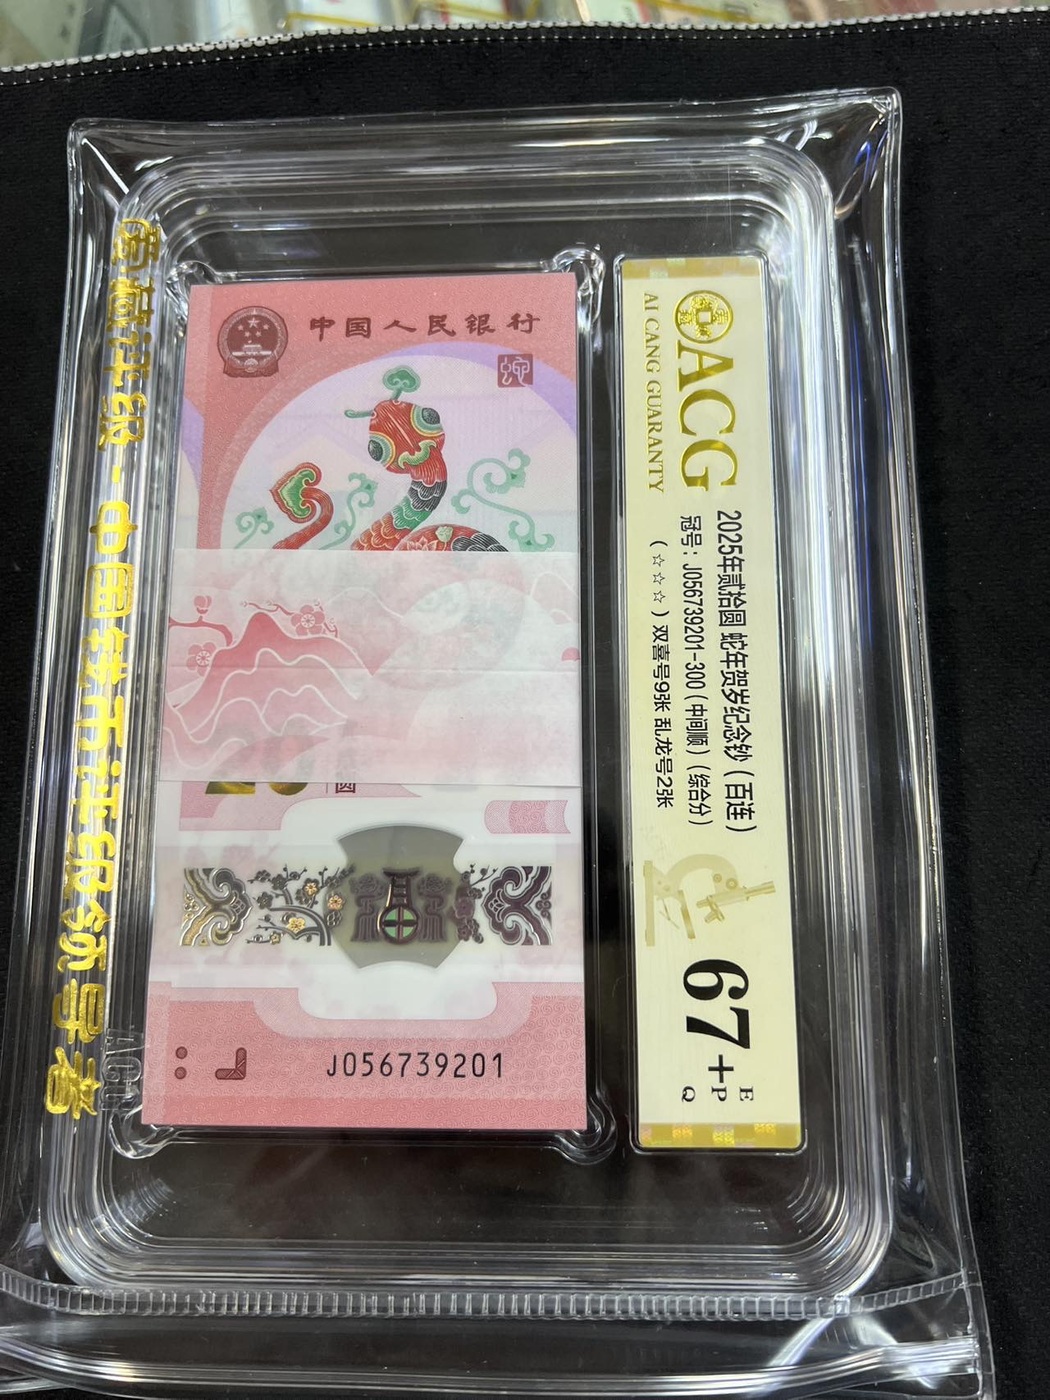 中国人民银行
蛇
J056739201
ACG
AI CANG GUARANTY
2025年贰拾圆 蛇年贺岁纪念钞（百连）
冠号：J056739201-300（中间顺）（综合分）
（☆☆☆）双喜号9张 乱龙号2张
67+
E
P
Q
爱藏评级-中国钱币评级领导者
ACG